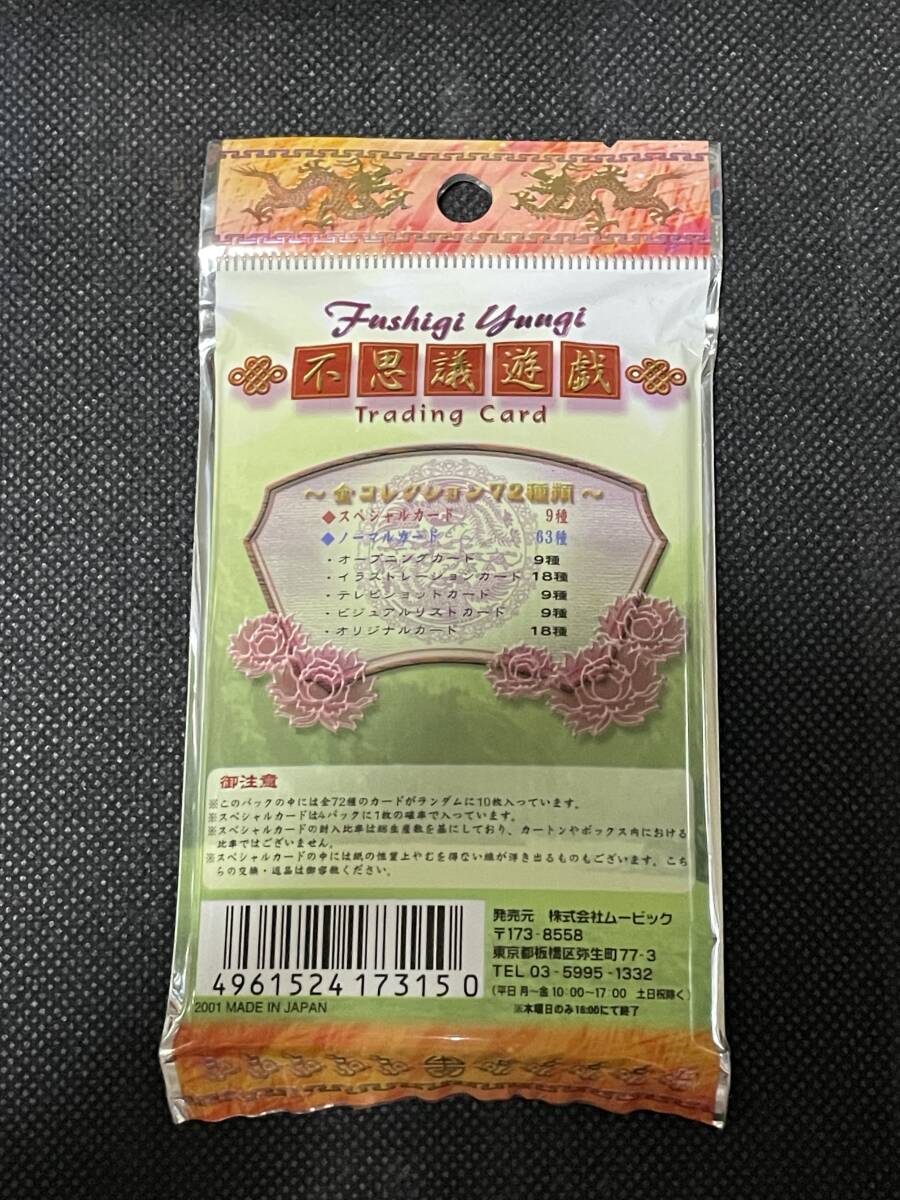 Fushigi Yuugi
不思議遊戯
Trading Card
～全コレクション72種類～
◆スペシャルカード 9種
◆ノーマルカード 63種
・オープニングカード 9種
・イラストレーションカード 18種
・テレビショットカード 9種
・ビジュアルリストカード 9種
・オリジナルカード 18種
御注意
※このパックの中には全72種のカードがランダムに10枚入っています。
※スペシャルカードは4パックに1枚の確率で入っています。
※スペシャルカードの封入比率は総生産数を基にしており、カートンやボックス内における
比率ではございません。
※スペシャルカードの中には紙の性質上やむを得ない線が浮き出るものもございます。こち
らの交換・返品は御容赦ください。
4961524173150
2001 MADE IN JAPAN
発売元 株式会社ムービック
〒173-8558
東京都板橋区弥生町77-3
TEL 03-5995-1332
(平日 月～金 10:00～17:00 土日祝除く)
※木曜日のみ16:00にて終了